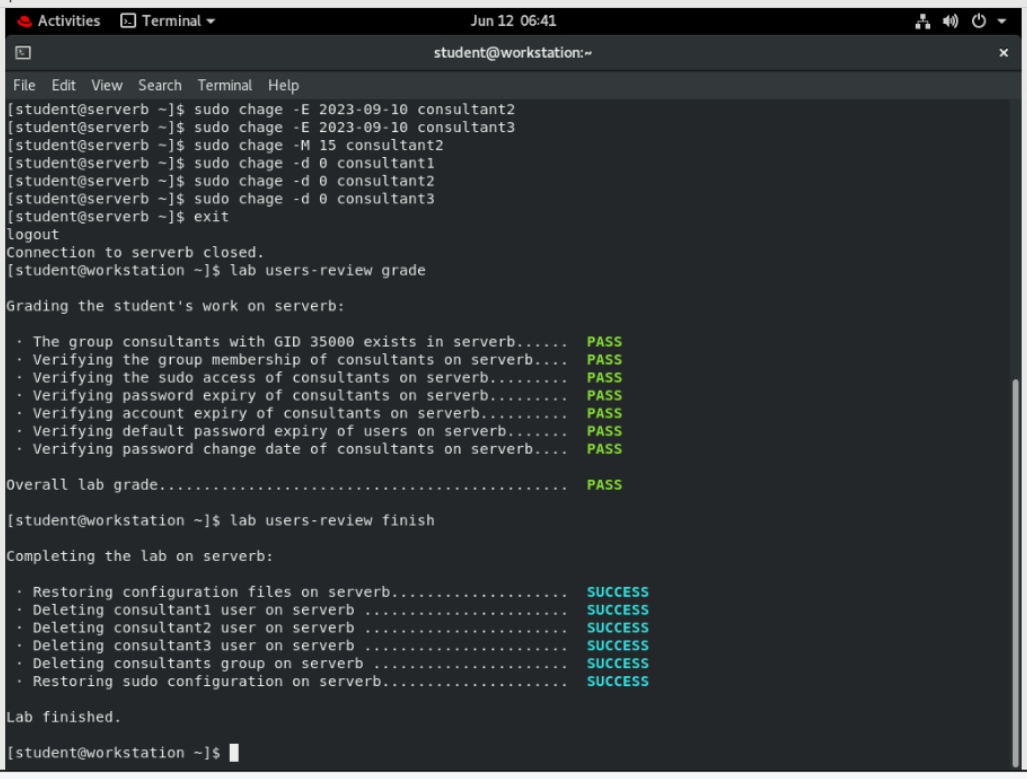 Activities Terminal Jun 12 06:41
student@workstation:~ ×
File Edit View Search Terminal Help
[student@serverb ~]$ sudo chage -E 2023-09-10 consultant2
[student@serverb ~]$ sudo chage -E 2023-09-10 consultant3
[student@serverb ~]$ sudo chage -M 15 consultant2
[student@serverb ~]$ sudo chage -d 0 consultant1
[student@serverb ~]$ sudo chage -d 0 consultant2
[student@serverb ~]$ sudo chage -d 0 consultant3
[student@serverb ~]$ exit
logout
Connection to serverb closed.
[student@workstation ~]$ lab users-review grade
Grading the student's work on serverb:
· The group consultants with GID 35000 exists in serverb...... PASS
· Verifying the group membership of consultants on serverb.... PASS
· Verifying the sudo access of consultants on serverb......... PASS
· Verifying password expiry of consultants on serverb......... PASS
· Verifying account expiry of consultants on serverb.......... PASS
· Verifying default password expiry of users on serverb....... PASS
· Verifying password change date of consultants on serverb.... PASS
Overall lab grade.............................................. PASS
[student@workstation ~]$ lab users-review finish
Completing the lab on serverb:
· Restoring configuration files on serverb.................... SUCCESS
· Deleting consultant1 user on serverb ....................... SUCCESS
· Deleting consultant2 user on serverb ....................... SUCCESS
· Deleting consultant3 user on serverb ....................... SUCCESS
· Deleting consultants group on serverb ...................... SUCCESS
· Restoring sudo configuration on serverb..................... SUCCESS
Lab finished.
[student@workstation ~]$